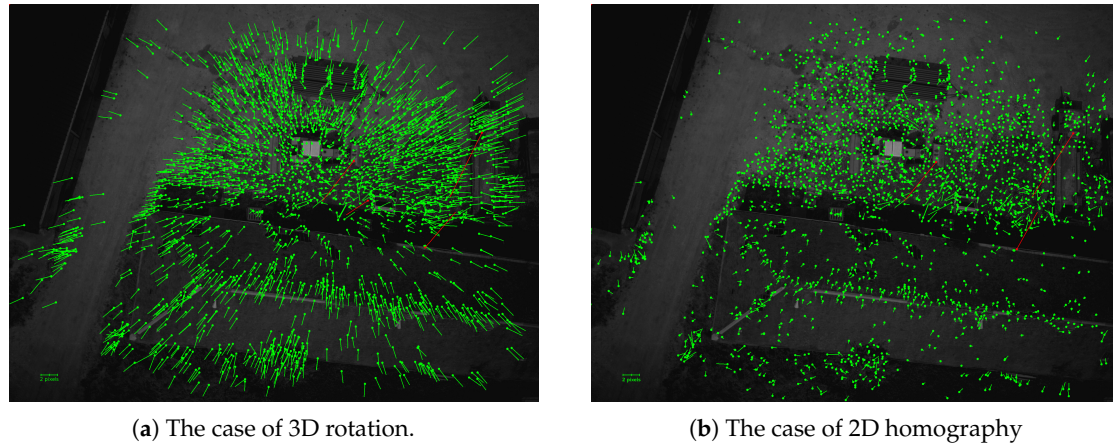 2 pixels
2 pixels
(a) The case of 3D rotation.
(b) The case of 2D homography